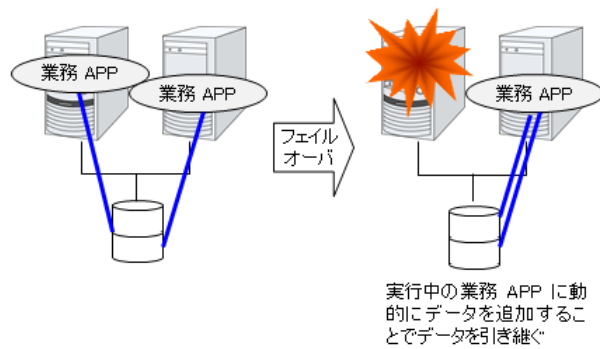 業務 APP
業務 APP
フェイル
オーバ
業務 APP
実行中の業務 APP に動
的にデータを追加するこ
とでデータを引き継ぐ